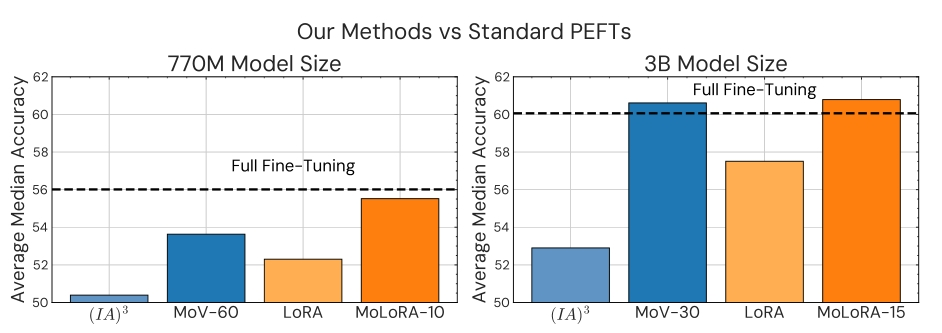 Our Methods vs Standard PEFTs
770M Model Size
Average Median Accuracy
62
60
58
56
54
52
50
Full Fine-Tuning
(IA)³ MoV-60 LoRA MoLoRA-10
3B Model Size
Average Median Accuracy
62
60
58
56
54
52
50
Full Fine-Tuning
(IA)³ MoV-30 LoRA MoLoRA-15